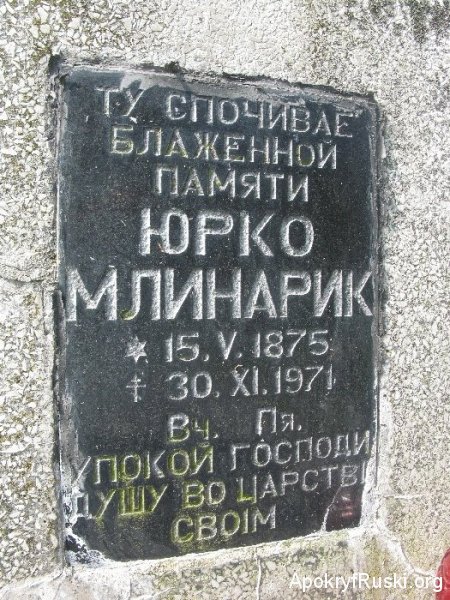 ТУ СПОЧИВАЕ
БЛАЖЕННОЙ
ПАМЯТИ
ЮРКО
МЛИНАРИК
✶ 15. V. 1875
☦ 30. XI. 1971
Вч. Пя.
УПОКОЙ ГОСПОДИ
ДУШУ ВО ЦАРСТВІ
СВОІМ
ApokryfRuski.org